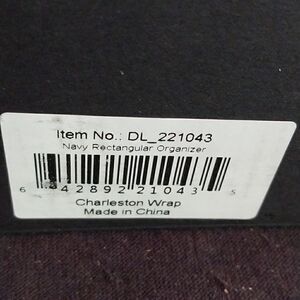 Item No.: DL_221043
Navy Rectangular Organizer
6 42892 21043 5
Charleston Wrap
Made in China